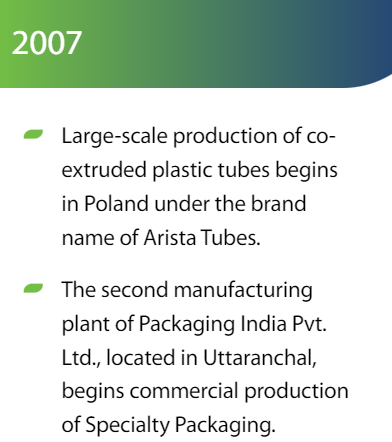 2007
Large-scale production of co-
extruded plastic tubes begins
in Poland under the brand
name of Arista Tubes.
The second manufacturing
plant of Packaging India Pvt.
Ltd., located in Uttaranchal,
begins commercial production
of Specialty Packaging.